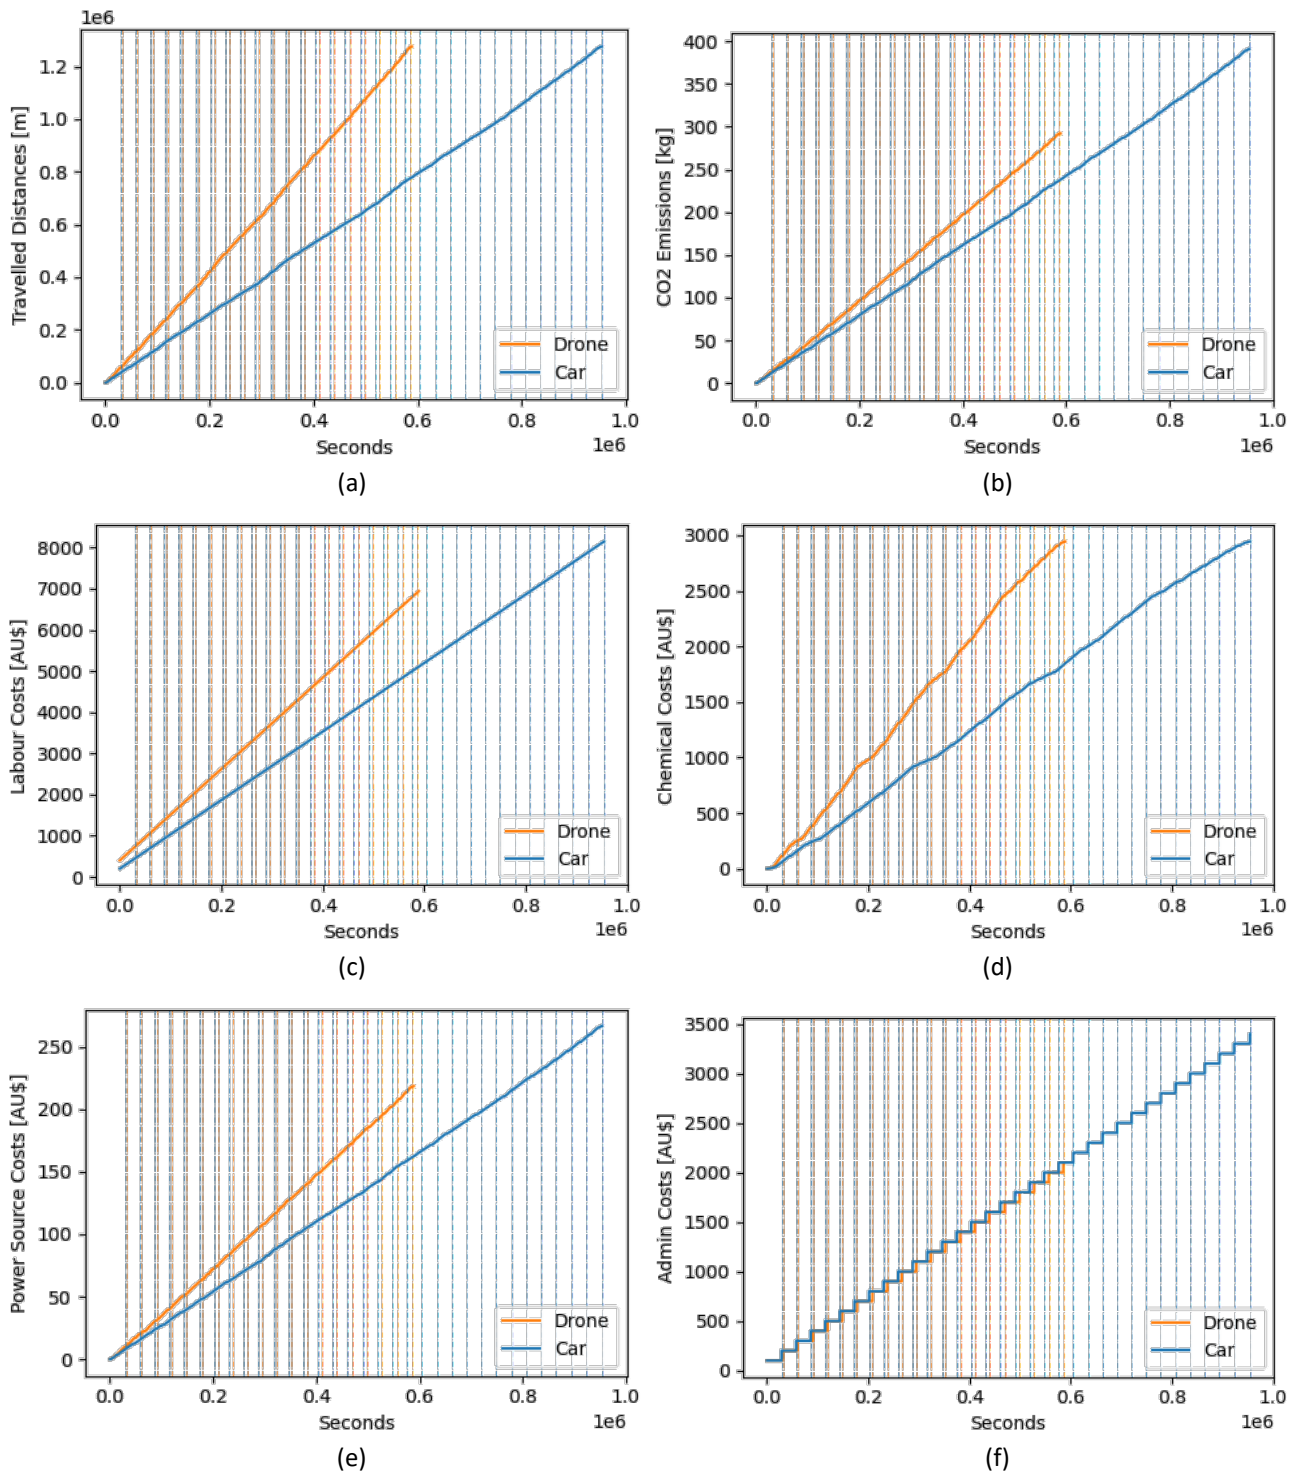 1e6
Travelled Distances [m]
1.2
1.0
0.8
0.6
0.4
0.2
0.0
Drone
Car
0.0 0.2 0.4 0.6 0.8 1.0
Seconds 1e6
(a)
CO2 Emissions [kg]
400
350
300
250
200
150
100
50
0
Drone
Car
0.0 0.2 0.4 0.6 0.8 1.0
Seconds 1e6
(b)
Labour Costs [AU$]
8000
7000
6000
5000
4000
3000
2000
1000
0
Drone
Car
0.0 0.2 0.4 0.6 0.8 1.0
Seconds 1e6
(c)
Chemical Costs [AU$]
3000
2500
2000
1500
1000
500
0
Drone
Car
0.0 0.2 0.4 0.6 0.8 1.0
Seconds 1e6
(d)
Power Source Costs [AU$]
250
200
150
100
50
0
Drone
Car
0.0 0.2 0.4 0.6 0.8 1.0
Seconds 1e6
(e)
Admin Costs [AU$]
3500
3000
2500
2000
1500
1000
500
0
Drone
Car
0.0 0.2 0.4 0.6 0.8 1.0
Seconds 1e6
(f)